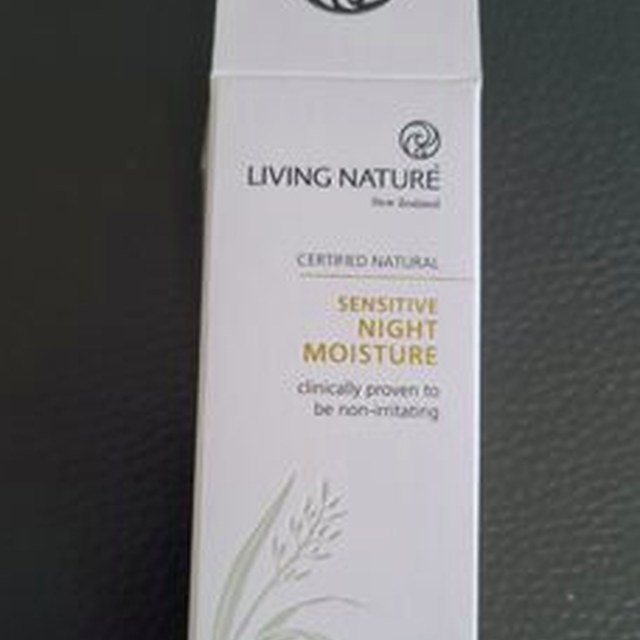 LIVING NATURE
New Zealand
CERTIFIED NATURAL
SENSITIVE
NIGHT
MOISTURE
clinically proven to
be non-irritating